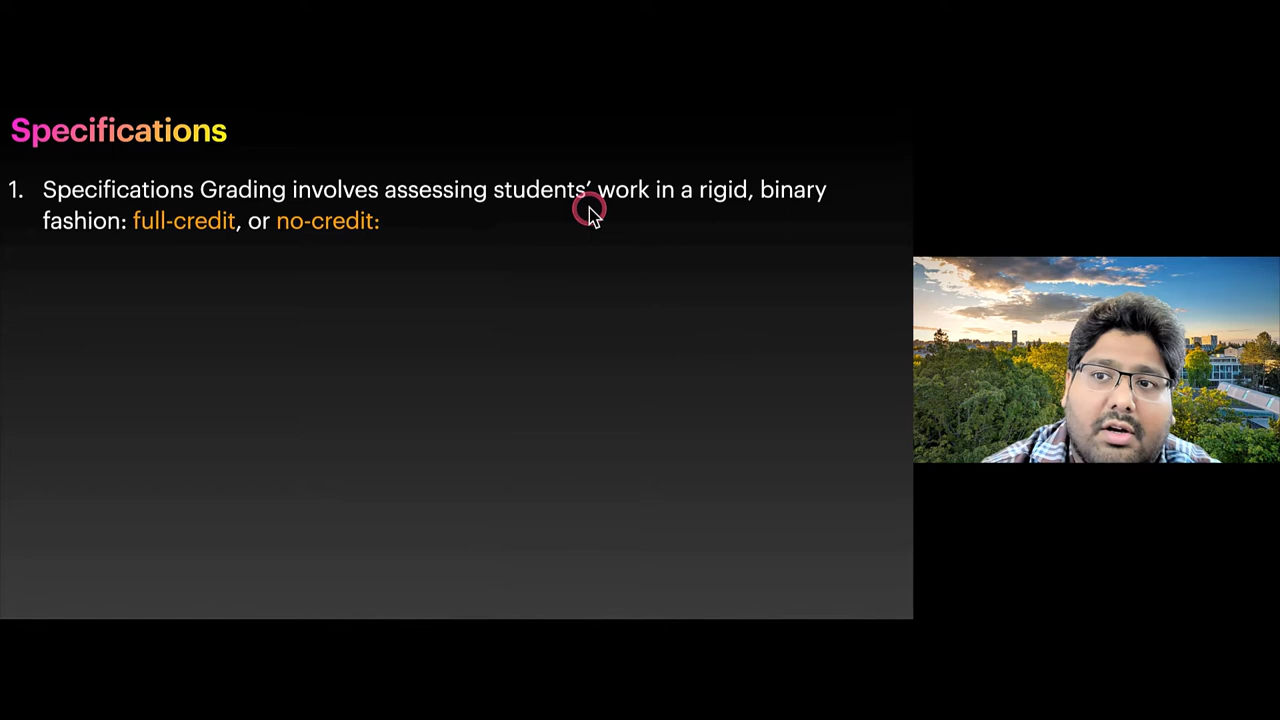 Specifications
1. Specifications Grading involves assessing students’ work in a rigid, binary
fashion: full-credit, or no-credit: